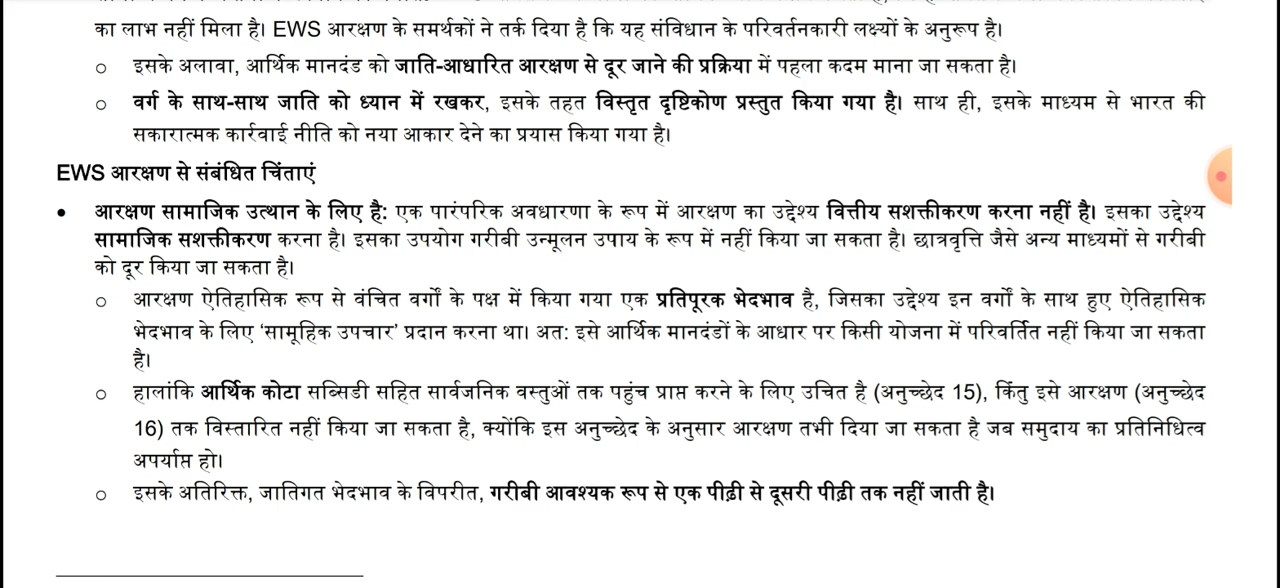 का लाभ नहीं मिला है। EWS आरक्षण के समर्थकों ने तर्क दिया है कि यह संविधान के परिवर्तनकारी लक्ष्यों के अनुरूप है।
○ इसके अलावा, आर्थिक मानदंड को जाति-आधारित आरक्षण से दूर जाने की प्रक्रिया में पहला कदम माना जा सकता है।
○ वर्ग के साथ-साथ जाति को ध्यान में रखकर, इसके तहत विस्तृत दृष्टिकोण प्रस्तुत किया गया है। साथ ही, इसके माध्यम से भारत की
सकारात्मक कार्रवाई नीति को नया आकार देने का प्रयास किया गया है।
EWS आरक्षण से संबंधित चिंताएं
• आरक्षण सामाजिक उत्थान के लिए है: एक पारंपरिक अवधारणा के रूप में आरक्षण का उद्देश्य वित्तीय सशक्तीकरण करना नहीं है। इसका उद्देश्य
सामाजिक सशक्तीकरण करना है। इसका उपयोग गरीबी उन्मूलन उपाय के रूप में नहीं किया जा सकता है। छात्रवृत्ति जैसे अन्य माध्यमों से गरीबी
को दूर किया जा सकता है।
○ आरक्षण ऐतिहासिक रूप से वंचित वर्गों के पक्ष में किया गया एक प्रतिपूरक भेदभाव है, जिसका उद्देश्य इन वर्गों के साथ हुए ऐतिहासिक
भेदभाव के लिए ‘सामूहिक उपचार’ प्रदान करना था। अत: इसे आर्थिक मानदंडों के आधार पर किसी योजना में परिवर्तित नहीं किया जा सकता
है।
○ हालांकि आर्थिक कोटा सब्सिडी सहित सार्वजनिक वस्तुओं तक पहुंच प्राप्त करने के लिए उचित है (अनुच्छेद 15), किंतु इसे आरक्षण (अनुच्छेद
16) तक विस्तारित नहीं किया जा सकता है, क्योंकि इस अनुच्छेद के अनुसार आरक्षण तभी दिया जा सकता है जब समुदाय का प्रतिनिधित्व
अपर्याप्त हो।
○ इसके अतिरिक्त, जातिगत भेदभाव के विपरीत, गरीबी आवश्यक रूप से एक पीढ़ी से दूसरी पीढ़ी तक नहीं जाती है।